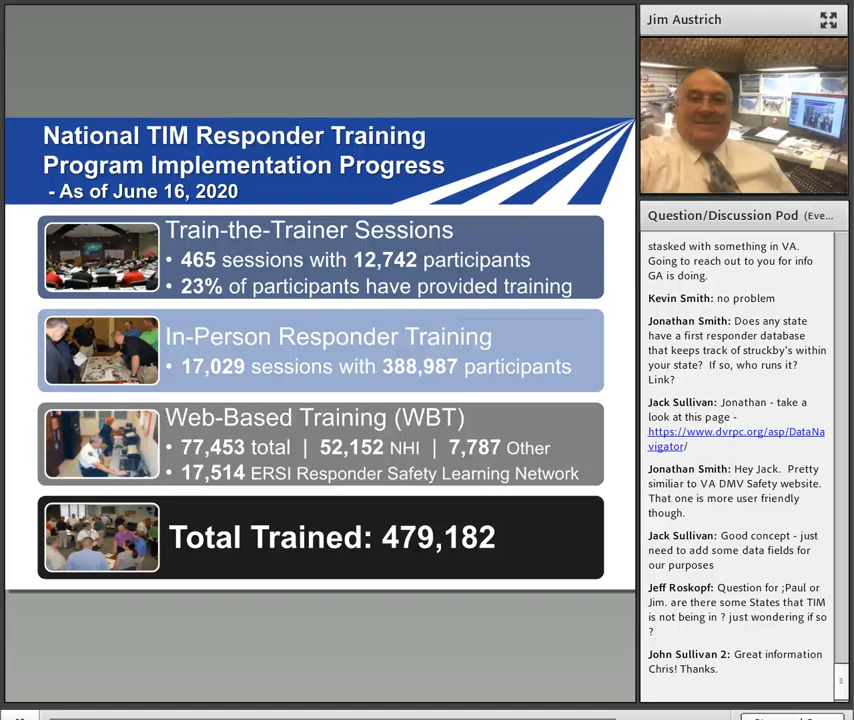 National TIM Responder Training
Program Implementation Progress
- As of June 16, 2020
Train-the-Trainer Sessions
• 465 sessions with 12,742 participants
• 23% of participants have provided training
In-Person Responder Training
• 17,029 sessions with 388,987 participants
Web-Based Training (WBT)
• 77,453 total | 52,152 NHI | 7,787 Other
• 17,514 ERSI Responder Safety Learning Network
Total Trained: 479,182
Jim Austrich
Question/Discussion Pod (Eve...
stasked with something in VA.
Going to reach out to you for info
GA is doing.
Kevin Smith: no problem
Jonathan Smith: Does any state
have a first responder database
that keeps track of struckby's within
your state? If so, who runs it?
Link?
Jack Sullivan: Jonathan - take a
look at this page -
https://www.dvrpc.org/asp/DataNa
vigator/
Jonathan Smith: Hey Jack. Pretty
similiar to VA DMV Safety website.
That one is more user friendly
though.
Jack Sullivan: Good concept - just
need to add some data fields for
our purposes
Jeff Roskopf: Question for ;Paul or
Jim. are there some States that TIM
is not being in ? just wondering if so
?
John Sullivan 2: Great information
Chris! Thanks.